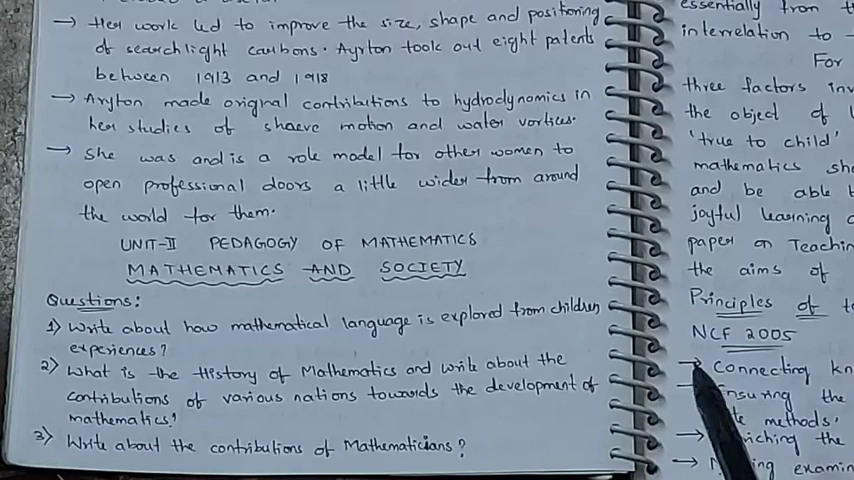 → Her work led to improve the size, shape and positioning
of searchlight carbons. Ayrton took out eight patents
between 1913 and 1918
→ Aryton made orignal contributions to hydrodynomics in
her studies of shaeve motion and water vortices.
→ She was and is a role model for other women to
open professional doors a little wider from around
the world for them.
UNIT-II PEDAGOGY OF MATHEMATICS
MATHEMATICS AND SOCIETY
Questions:
1) Write about how mathematical language is explored from children
experiences?
2) What is the History of Mathematics and write about the
contributions of various nations towards the development of
mathematics?
3) Write about the contributions of Mathematicians?
essentially from
interrelation to
For
three factors
the object of
'true to child'
mathematics
and be able
joyful learning
paper on
the aims of
Principles of
NCF 2005
→ Connecting
→ Ensuring the
methods,
→ the
→